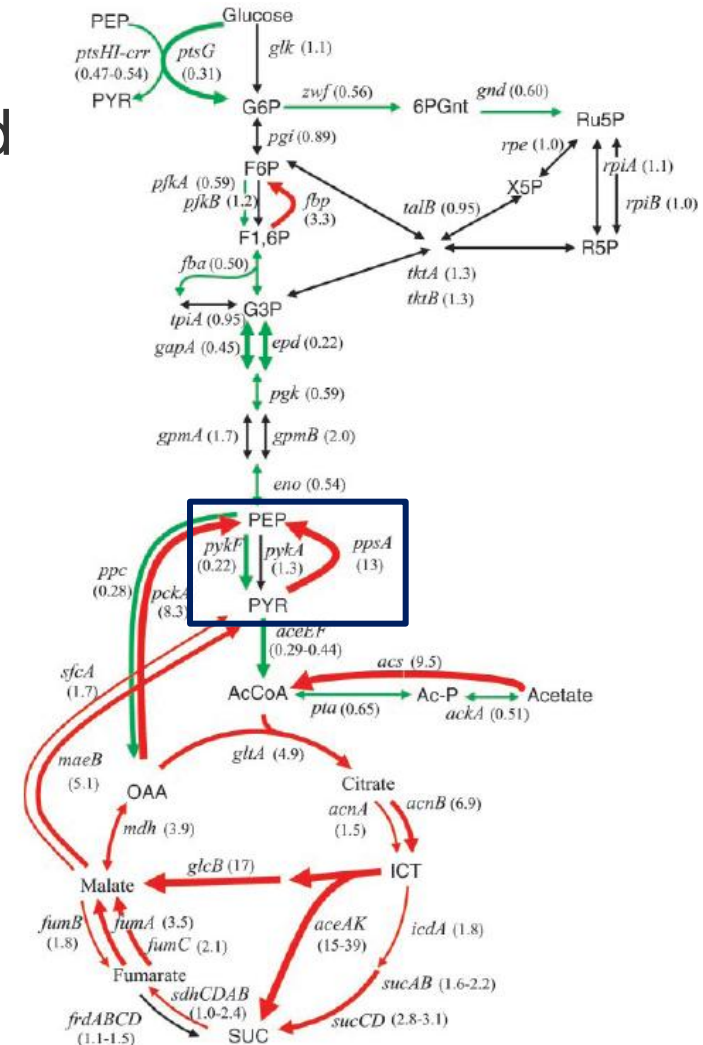 d
PEP
Glucose
ptsHI-crr
(0.47-0.54)
ptsG
(0.31)
glk (1.1)
PYR
G6P
zwf (0.56)
6PGnt
gnd (0.60)
Ru5P
pgi (0.89)
rpe (1.0)
rpiA (1.1)
F6P
pfkA (0.59)
pfkB (1.2)
fbp
(3.3)
X5P
rpiB (1.0)
talB (0.95)
F1,6P
R5P
fba (0.50)
tktA (1.3)
tktB (1.3)
G3P
tpiA (0.95)
gapA (0.45)
epd (0.22)
pgk (0.59)
gpmA (1.7)
gpmB (2.0)
eno (0.54)
PEP
pykF
(0.22)
pykA
(1.3)
ppsA
(13)
ppc
(0.28)
pckA
(8.3)
PYR
aceEF
(0.29-0.44)
sfcA
(1.7)
acs (9.5)
AcCoA
pta (0.65)
Ac-P
ackA (0.51)
Acetate
maeB
(5.1)
gltA (4.9)
OAA
Citrate
acnA
(1.5)
acnB (6.9)
mdh (3.9)
glcB (17)
ICT
Malate
fumB
(1.8)
fumA (3.5)
fumC (2.1)
aceAK
(15-39)
icdA (1.8)
Fumarate
sdhCDAB
(1.0-2.4)
sucAB (1.6-2.2)
frdABCD
(1.1-1.5)
SUC
sucCD (2.8-3.1)